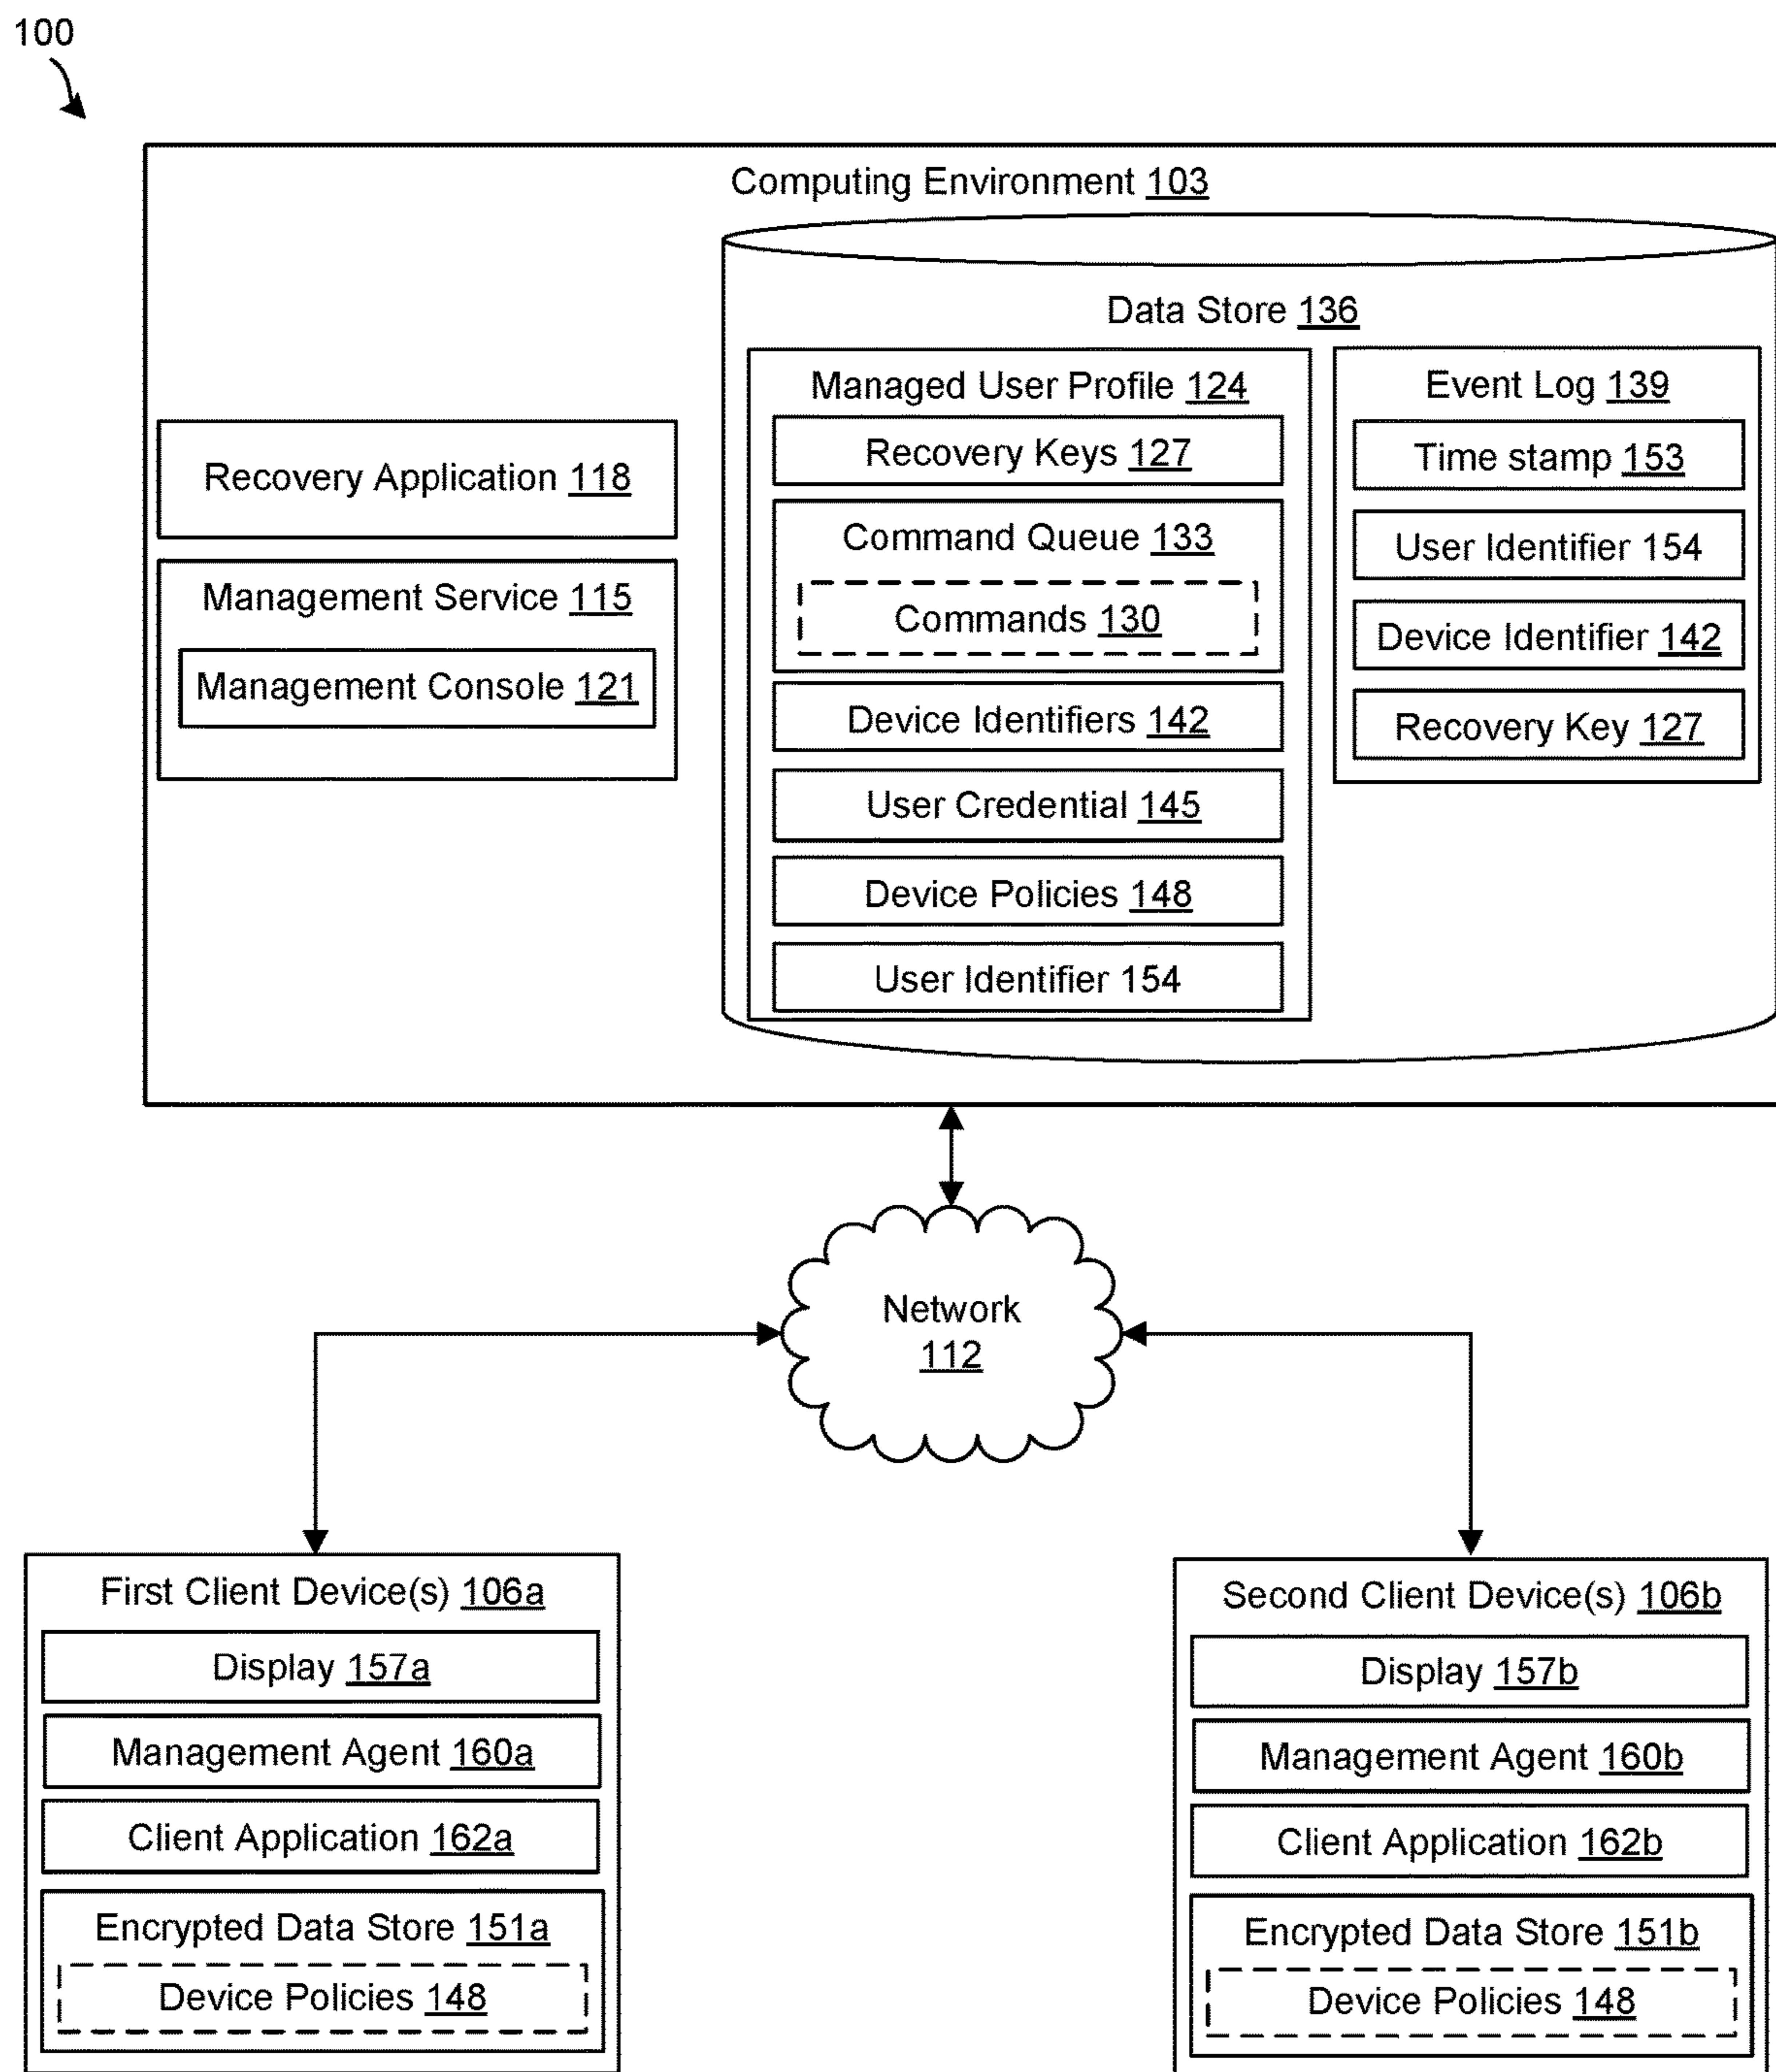 100
Computing Environment 103
Data Store 136
Recovery Application 118
Management Service 115
Management Console 121
Managed User Profile 124
Recovery Keys 127
Command Queue 133
Commands 130
Device Identifiers 142
User Credential 145
Device Policies 148
User Identifier 154
Event Log 139
Time stamp 153
User Identifier 154
Device Identifier 142
Recovery Key 127
Network
112
First Client Device(s) 106a
Display 157a
Management Agent 160a
Client Application 162a
Encrypted Data Store 151a
Device Policies 148
Second Client Device(s) 106b
Display 157b
Management Agent 160b
Client Application 162b
Encrypted Data Store 151b
Device Policies 148